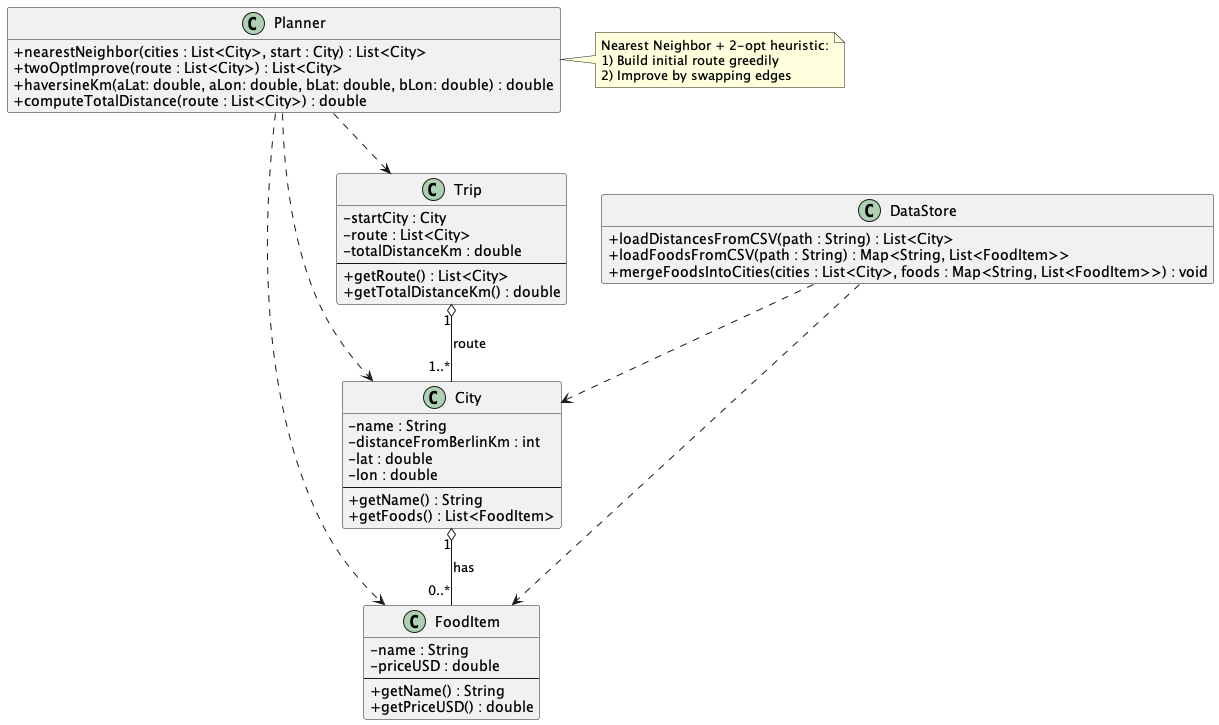 C Planner
+nearestNeighbor(cities : List<City>, start : City) : List<City>
+twoOptImprove(route : List<City>) : List<City>
+haversineKm(aLat: double, aLon: double, bLat: double, bLon: double) : double
+computeTotalDistance(route : List<City>) : double
Nearest Neighbor + 2-opt heuristic:
1) Build initial route greedily
2) Improve by swapping edges
C Trip
-startCity : City
-route : List<City>
-totalDistanceKm : double
+getRoute() : List<City>
+getTotalDistanceKm() : double
C DataStore
+loadDistancesFromCSV(path : String) : List<City>
+loadFoodsFromCSV(path : String) : Map<String, List<FoodItem>>
+mergeFoodsIntoCities(cities : List<City>, foods : Map<String, List<FoodItem>>) : void
1
route
1..*
C City
-name : String
-distanceFromBerlinKm : int
-lat : double
-lon : double
+getName() : String
+getFoods() : List<FoodItem>
1
has
0..*
C FoodItem
-name : String
-priceUSD : double
+getName() : String
+getPriceUSD() : double